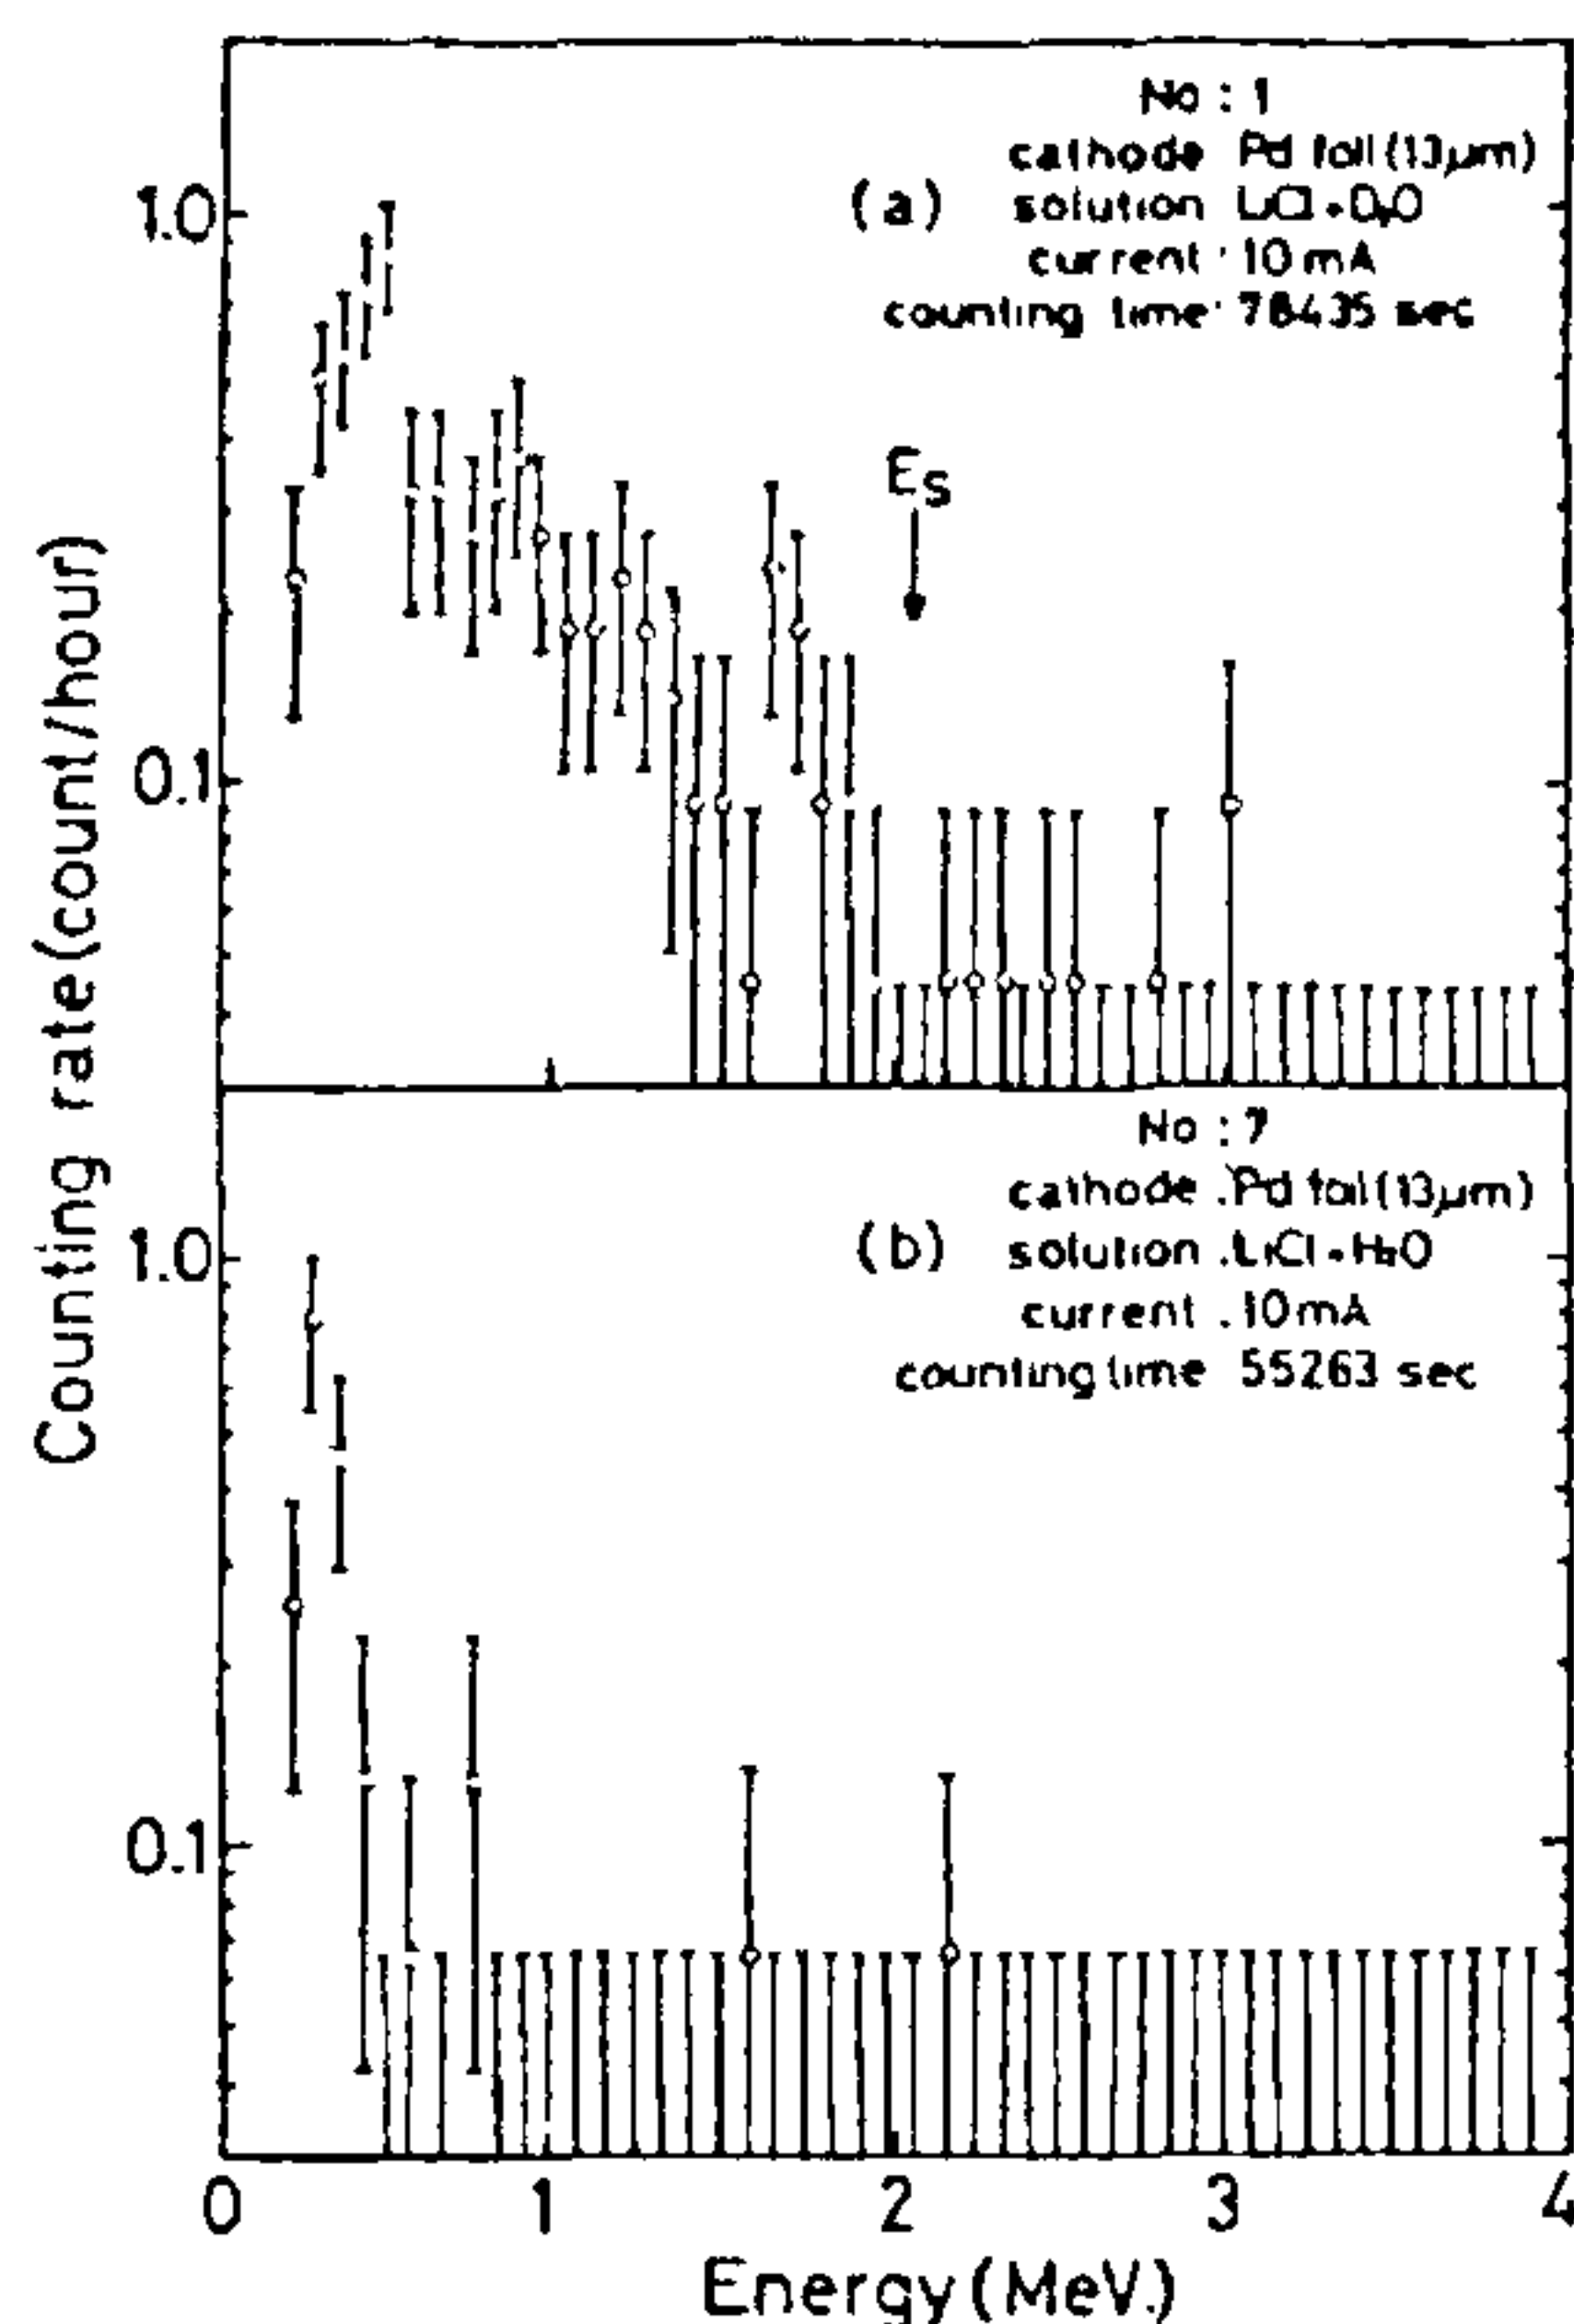 Counting rate (count/hour)
1.0
0.1
(a)
No : 1
cathode Pd foil (13μm)
solution LiCl + D₂O
current : 10 mA
counting time : 78435 sec
Es
1.0
0.1
(b)
No : 7
cathode : Pd foil (13μm)
solution : LiCl + H₂O
current : 10 mA
counting time 55263 sec
0 1 2 3 4
Energy (MeV.)